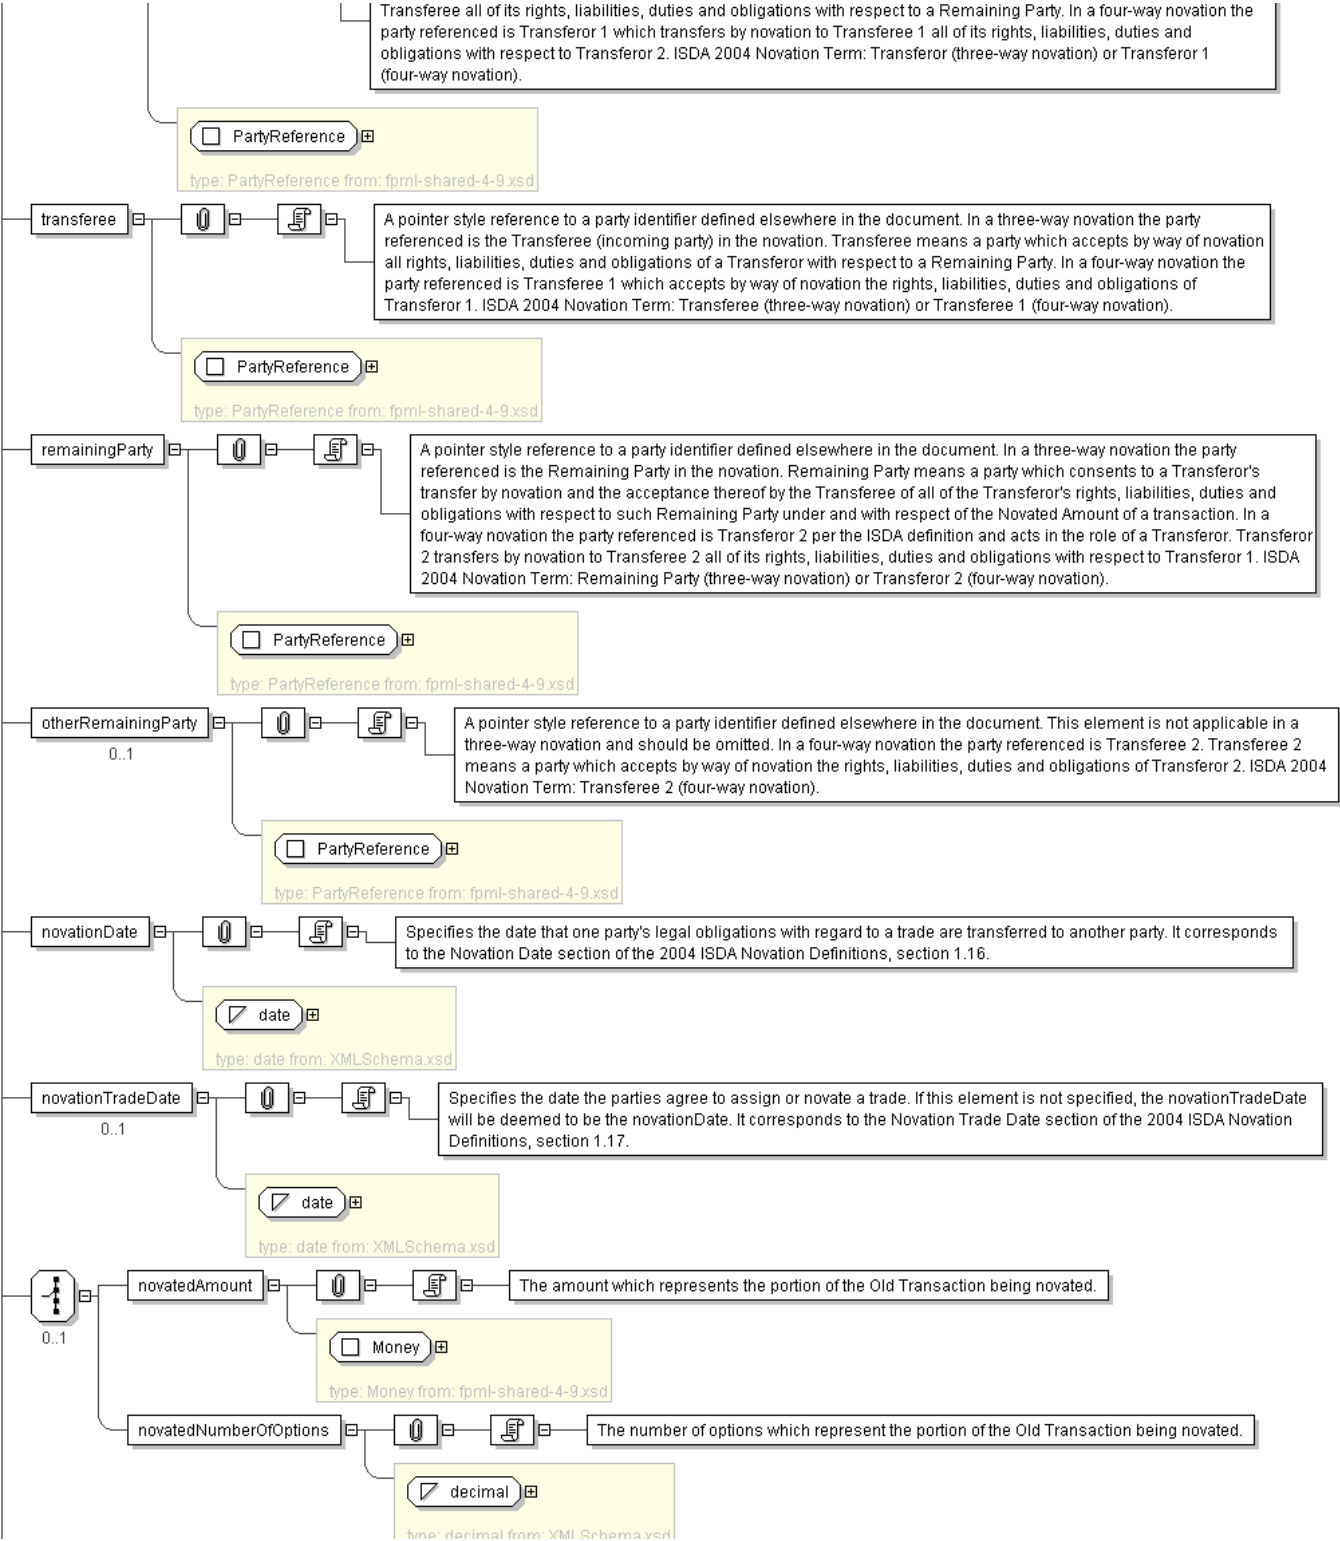 Transferee all of its rights, liabilities, duties and obligations with respect to a Remaining Party. In a four-way novation the
party referenced is Transferor 1 which transfers by novation to Transferee 1 all of its rights, liabilities, duties and
obligations with respect to Transferor 2. ISDA 2004 Novation Term: Transferor (three-way novation) or Transferor 1
(four-way novation).
PartyReference
type: PartyReference from: fpml-shared-4-9.xsd
transferee
A pointer style reference to a party identifier defined elsewhere in the document. In a three-way novation the party
referenced is the Transferee (incoming party) in the novation. Transferee means a party which accepts by way of novation
all rights, liabilities, duties and obligations of a Transferor with respect to a Remaining Party. In a four-way novation the
party referenced is Transferee 1 which accepts by way of novation the rights, liabilities, duties and obligations of
Transferor 1. ISDA 2004 Novation Term: Transferee (three-way novation) or Transferee 1 (four-way novation).
PartyReference
type: PartyReference from: fpml-shared-4-9.xsd
remainingParty
A pointer style reference to a party identifier defined elsewhere in the document. In a three-way novation the party
referenced is the Remaining Party in the novation. Remaining Party means a party which consents to a Transferor's
transfer by novation and the acceptance thereof by the Transferee of all of the Transferor's rights, liabilities, duties and
obligations with respect to such Remaining Party under and with respect of the Novated Amount of a transaction. In a
four-way novation the party referenced is Transferor 2 per the ISDA definition and acts in the role of a Transferor. Transferor
2 transfers by novation to Transferee 2 all of its rights, liabilities, duties and obligations with respect to Transferor 1. ISDA
2004 Novation Term: Remaining Party (three-way novation) or Transferor 2 (four-way novation).
PartyReference
type: PartyReference from: fpml-shared-4-9.xsd
otherRemainingParty
0..1
A pointer style reference to a party identifier defined elsewhere in the document. This element is not applicable in a
three-way novation and should be omitted. In a four-way novation the party referenced is Transferee 2. Transferee 2
means a party which accepts by way of novation the rights, liabilities, duties and obligations of Transferor 2. ISDA 2004
Novation Term: Transferee 2 (four-way novation).
PartyReference
type: PartyReference from: fpml-shared-4-9.xsd
novationDate
Specifies the date that one party's legal obligations with regard to a trade are transferred to another party. It corresponds
to the Novation Date section of the 2004 ISDA Novation Definitions, section 1.16.
date
type: date from: XMLSchema.xsd
novationTradeDate
0..1
Specifies the date the parties agree to assign or novate a trade. If this element is not specified, the novationTradeDate
will be deemed to be the novationDate. It corresponds to the Novation Trade Date section of the 2004 ISDA Novation
Definitions, section 1.17.
date
type: date from: XMLSchema.xsd
0..1
novatedAmount
The amount which represents the portion of the Old Transaction being novated.
Money
type: Money from: fpml-shared-4-9.xsd
novatedNumberOfOptions
The number of options which represent the portion of the Old Transaction being novated.
decimal
type: decimal from: XMLSchema.xsd